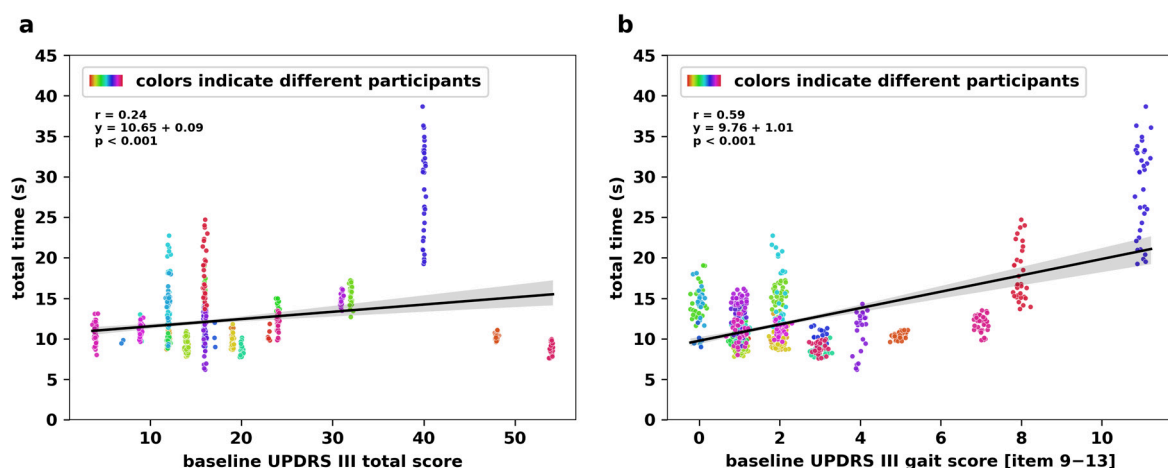 a
45
40
35
30
25
20
15
10
5
0
total time (s)
colors indicate different participants
r = 0.24
y = 10.65 + 0.09
p < 0.001
10 20 30 40 50
baseline UPDRS III total score
b
45
40
35
30
25
20
15
10
5
0
total time (s)
colors indicate different participants
r = 0.59
y = 9.76 + 1.01
p < 0.001
0 2 4 6 8 10
baseline UPDRS III gait score [item 9−13]